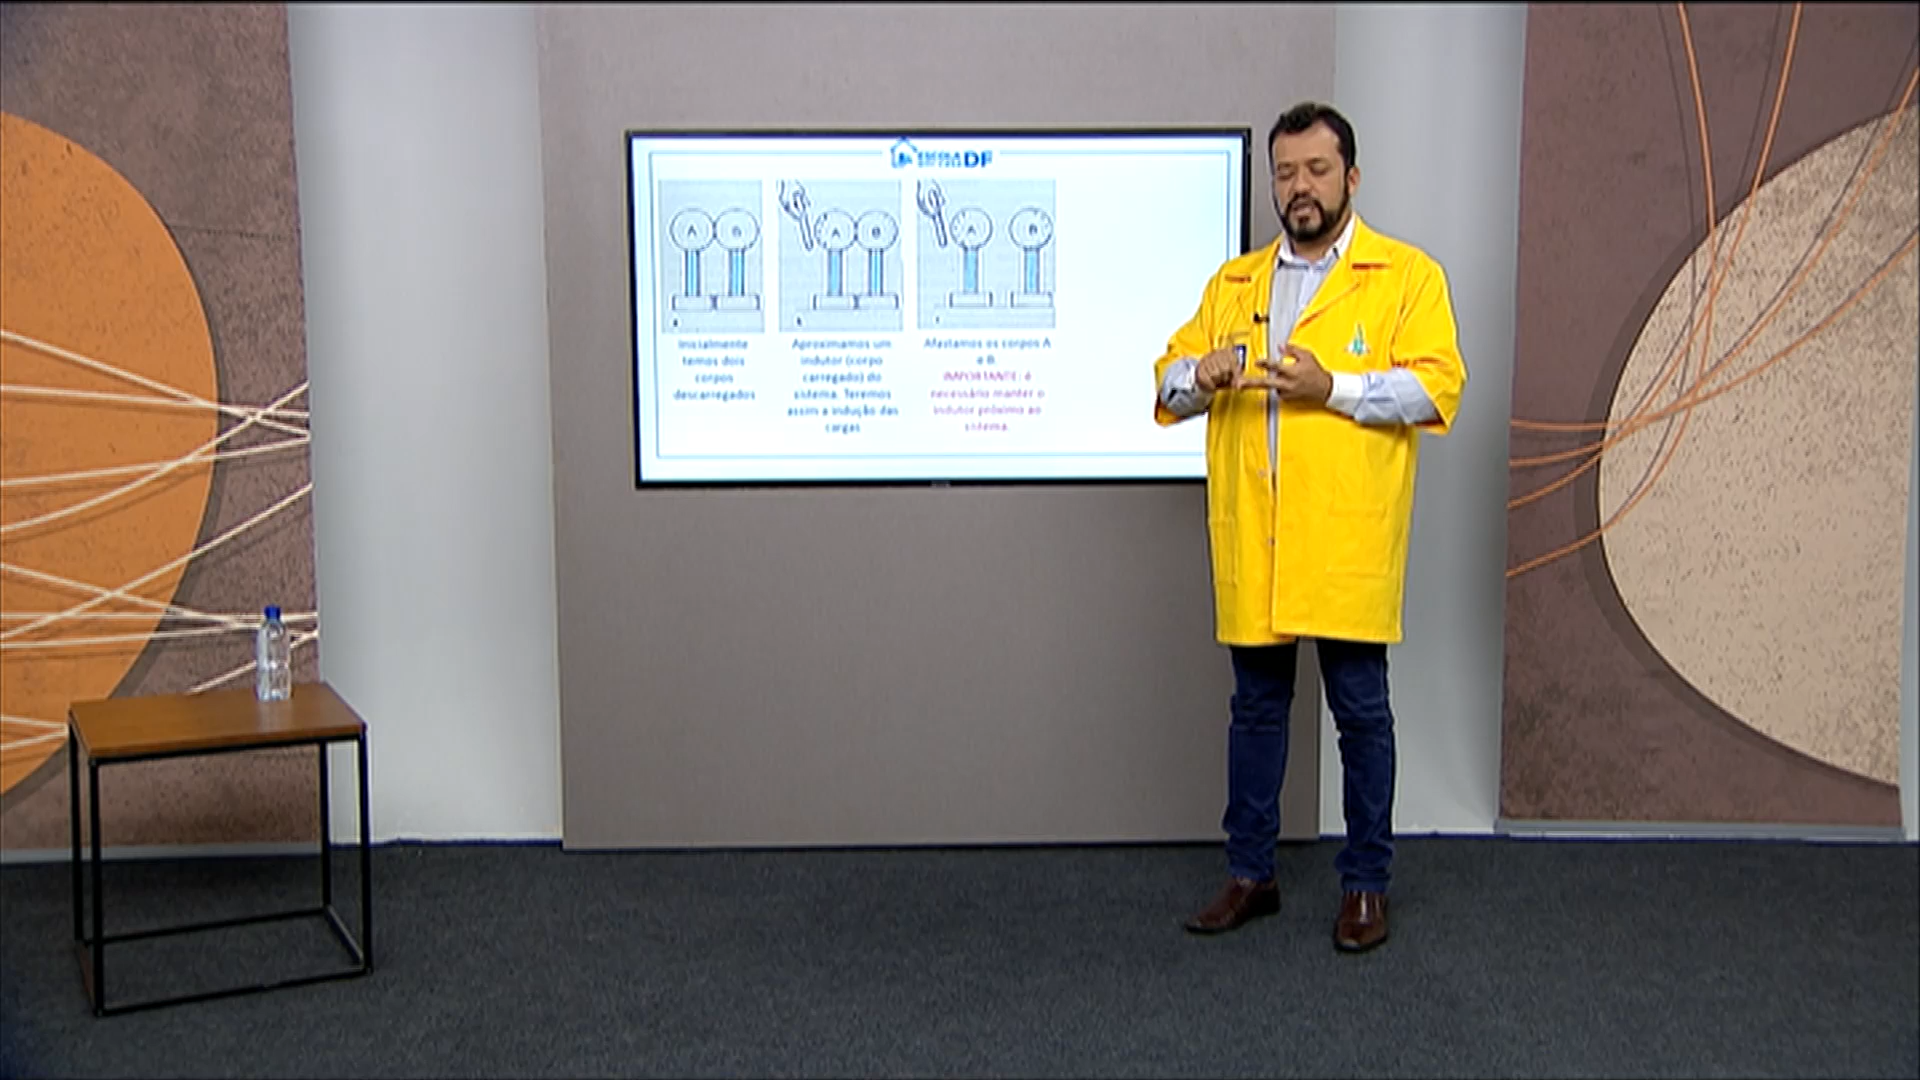 ESCOLA DF
A B
A B
A B
Inicialmente
temos dois
corpos
descarregados
Aproximamos um
indutor (corpo
carregado) do
sistema. Teremos
assim a indução das
cargas
Afastamos os corpos A
e B.
IMPORTANTE: é
necessário manter o
indutor próximo ao
sistema.